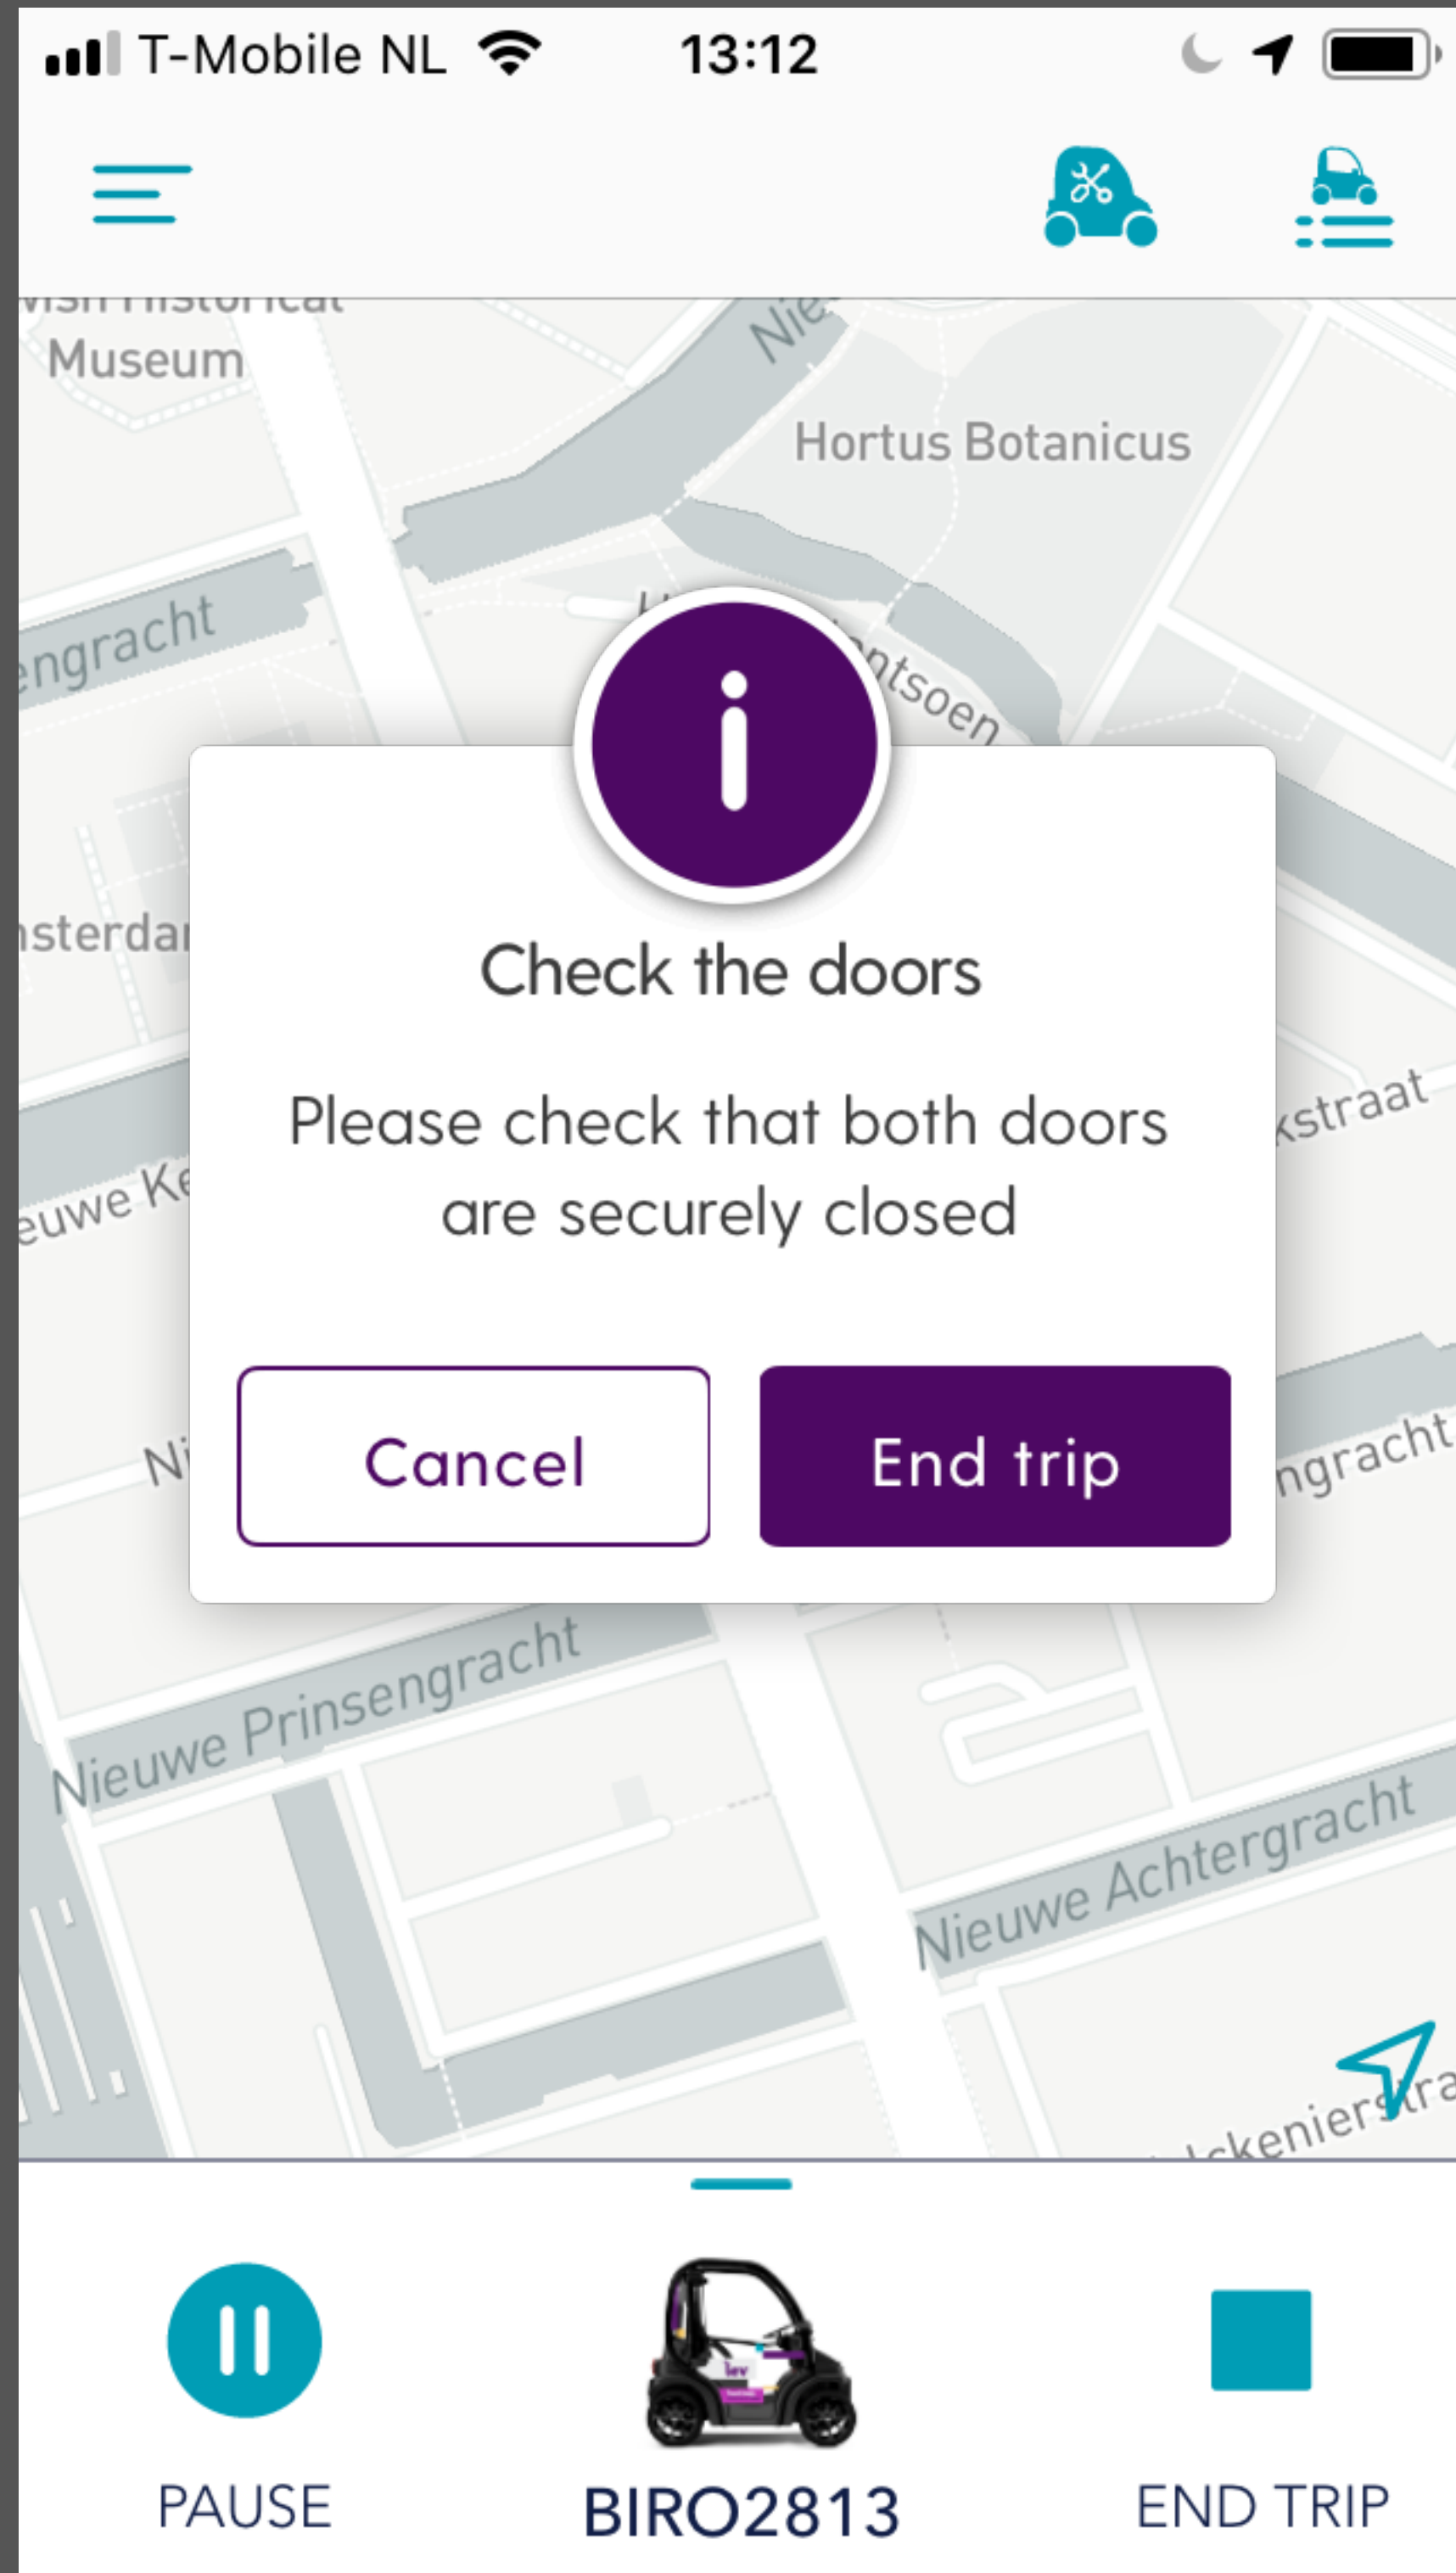 T-Mobile NL
13:12
Museum
Hortus Botanicus
Check the doors
Please check that both doors
are securely closed
Cancel
End trip
Nieuwe Prinsengracht
Nieuwe Achtergracht
PAUSE
BIRO2813
END TRIP